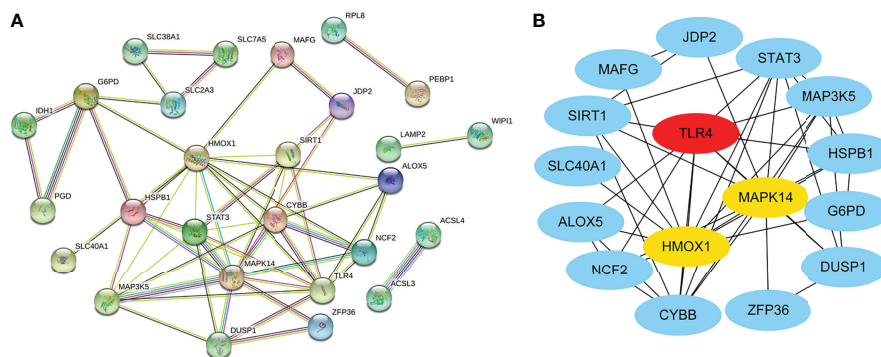 A
SLC38A1
SLC7A5
MAFG
RPL8
G6PD
SLC2A3
JDP2
PEBP1
IDH1
HMOX1
SIRT1
LAMP2
WIPI1
ALOX5
PGD
HSPB1
CYBB
STAT3
NCF2
ACSL4
SLC40A1
MAPK14
TLR4
ACSL3
MAP3K5
ZFP36
DUSP1
B
JDP2
MAFG
STAT3
MAP3K5
SIRT1
TLR4
HSPB1
SLC40A1
MAPK14
G6PD
ALOX5
HMOX1
NCF2
DUSP1
CYBB
ZFP36